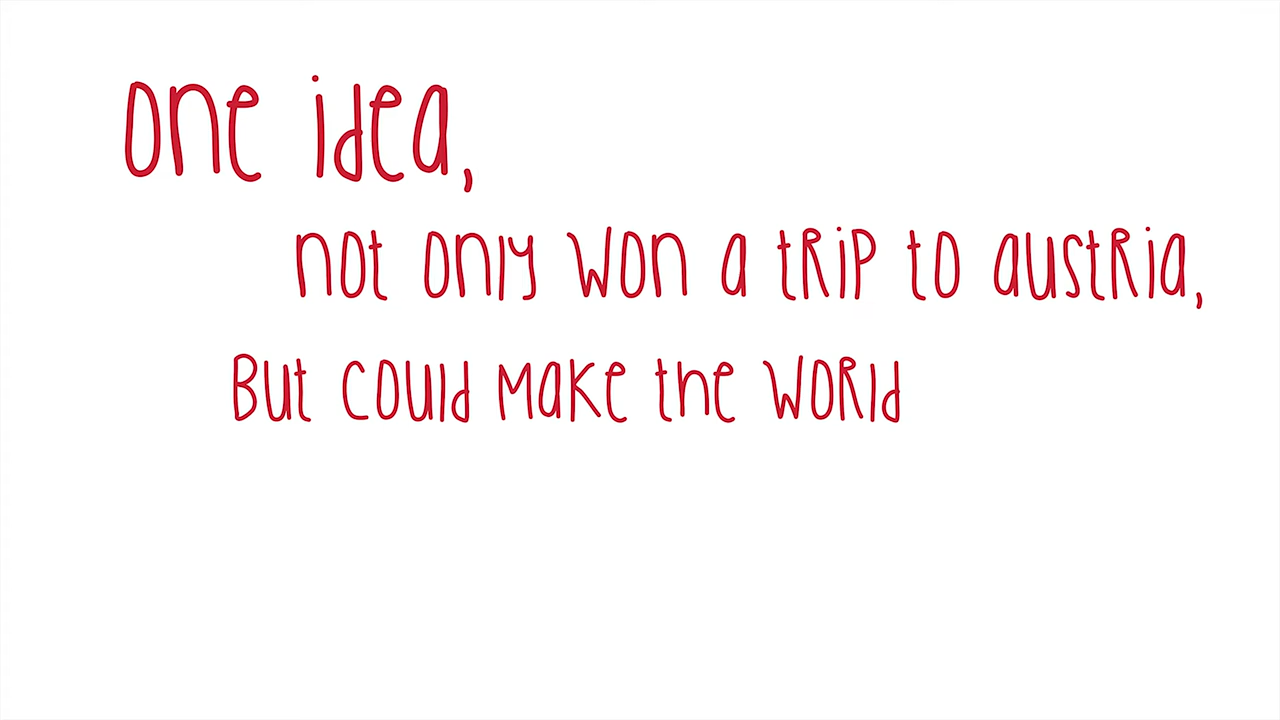 one idea,
not only won a trip to austria,
But could make the world